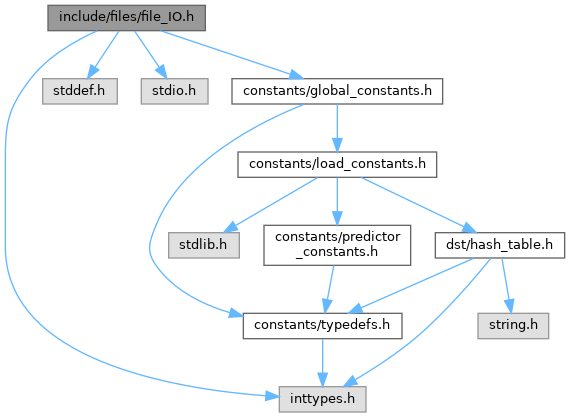 include/files/file_IO.h
stddef.h
stdio.h
constants/global_constants.h
constants/load_constants.h
stdlib.h
constants/predictor
_constants.h
dst/hash_table.h
constants/typedefs.h
string.h
inttypes.h